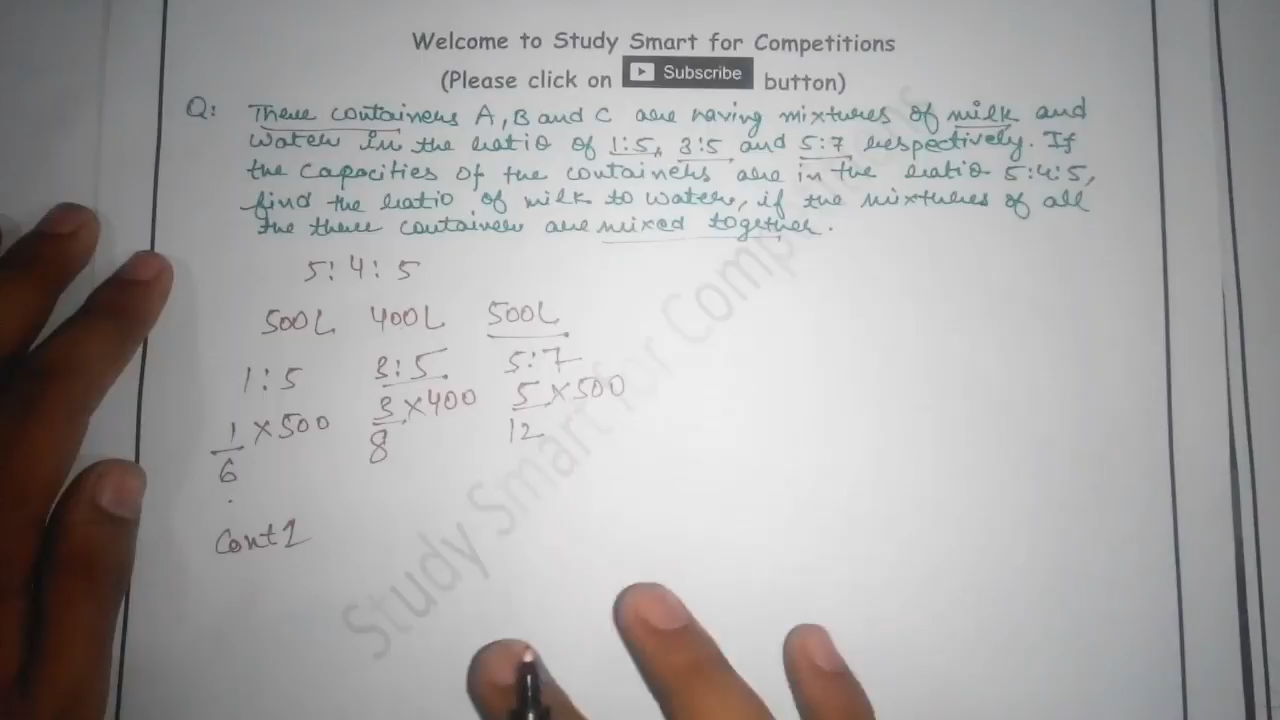 Welcome to Study Smart for Competitions
(Please click on Subscribe button)
Q: Three containers A, B and C are having mixtures of milk and
water in the ratio of 1:5, 3:5 and 5:7 respectively. If
the capacities of the containers are in the ratio 5:4:5,
find the ratio of milk to water, if the mixtures of all
the three containers are mixed together.
5:4:5
500L 400L 500L
1:5 3:5 5:7
1/6 × 500 3/8 × 400 5/12 × 500
Cont 1
Study Smart for Competitions